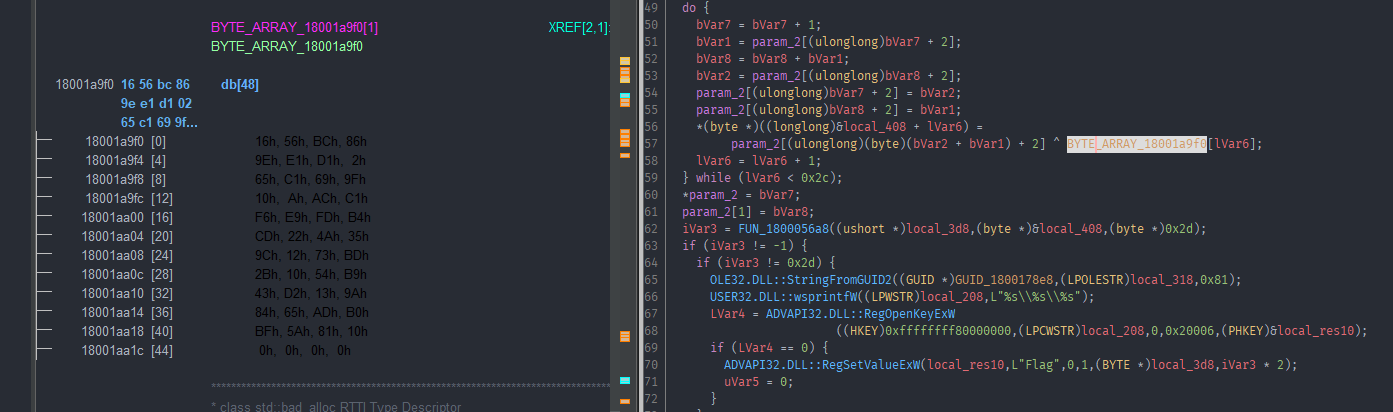 BYTE_ARRAY_18001a9f0[1] XREF[2,1]:
BYTE_ARRAY_18001a9f0
18001a9f0 16 56 bc 86 db[48]
9e e1 d1 02
65 c1 69 9f...
18001a9f0 [0] 16h, 56h, BCh, 86h
18001a9f4 [4] 9Eh, E1h, D1h, 2h
18001a9f8 [8] 65h, C1h, 69h, 9Fh
18001a9fc [12] 10h, Ah, ACh, C1h
18001aa00 [16] F6h, E9h, FDh, B4h
18001aa04 [20] CDh, 22h, 4Ah, 35h
18001aa08 [24] 9Ch, 12h, 73h, BDh
18001aa0c [28] 2Bh, 10h, 54h, B9h
18001aa10 [32] 43h, D2h, 13h, 9Ah
18001aa14 [36] 84h, 65h, ADh, B0h
18001aa18 [40] BFh, 5Ah, 81h, 10h
18001aa1c [44] 0h, 0h, 0h, 0h
********************************************************************************
* class std::bad_alloc RTTI Type Descriptor
49 do {
50 bVar7 = bVar7 + 1;
51 bVar1 = param_2[(ulonglong)bVar7 + 2];
52 bVar8 = bVar8 + bVar1;
53 bVar2 = param_2[(ulonglong)bVar8 + 2];
54 param_2[(ulonglong)bVar7 + 2] = bVar2;
55 param_2[(ulonglong)bVar8 + 2] = bVar1;
56 *(byte *)((longlong)&local_408 + lVar6) =
57 param_2[(ulonglong)(byte)(bVar2 + bVar1) + 2] ^ BYTE_ARRAY_18001a9f0[lVar6];
58 lVar6 = lVar6 + 1;
59 } while (lVar6 < 0x2c);
60 *param_2 = bVar7;
61 param_2[1] = bVar8;
62 iVar3 = FUN_1800056a8((ushort *)local_3d8,(byte *)&local_408,(byte *)0x2d);
63 if (iVar3 != -1) {
64 if (iVar3 != 0x2d) {
65 OLE32.DLL::StringFromGUID2((GUID *)GUID_1800178e8,(LPOLESTR)local_318,0x81);
66 USER32.DLL::wsprintfW((LPWSTR)local_208,L"%s\\%s\\%s");
67 LVar4 = ADVAPI32.DLL::RegOpenKeyExW
68 ((HKEY)0xffffffff80000000,(LPCWSTR)local_208,0,0x20006,(PHKEY)&local_res10);
69 if (LVar4 == 0) {
70 ADVAPI32.DLL::RegSetValueExW(local_res10,L"Flag",0,1,(BYTE *)local_3d8,iVar3 * 2);
71 uVar5 = 0;
72 }